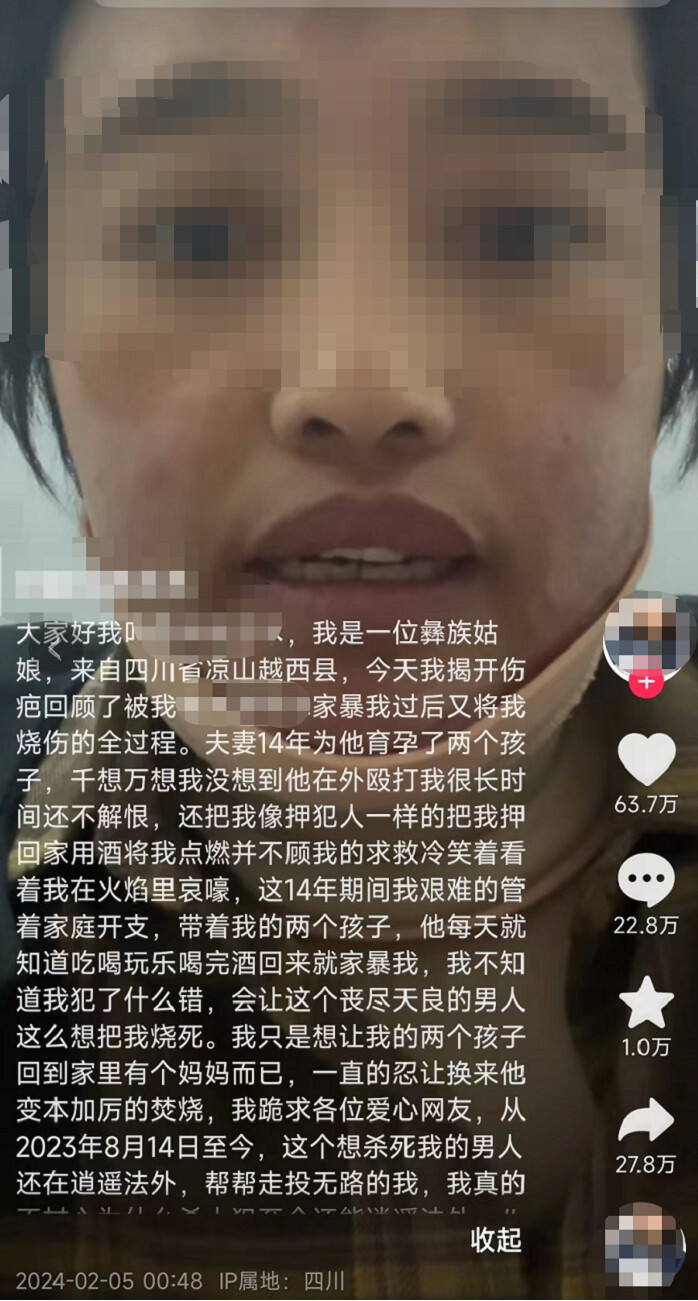 大家好我叫
，我是一位彝族姑
娘，来自四川省凉山越西县，今天我揭开伤
疤回顾了被我
家暴我过后又将我
烧伤的全过程。夫妻14年为他育孕了两个孩
子，千想万想我没想到他在外殴打我很长时
间还不解恨，还把我像押犯人一样的把我押
回家用酒将我点燃并不顾我的求救冷笑着看
着我在火焰里哀嚎，这14年期间我艰难的管
着家庭开支，带着我的两个孩子，他每天就
知道吃喝玩乐喝完酒回来就家暴我，我不知
道我犯了什么错，会让这个丧尽天良的男人
这么想把我烧死。我只是想让我的两个孩子
回到家里有个妈妈而已，一直的忍让换来他
变本加厉的焚烧，我跪求各位爱心网友，从
2023年8月14日至今，这个想杀死我的男人
还在逍遥法外，帮帮走投无路的我，我真的
收起
2024-02-05 00:48 IP属地：四川
63.7万
22.8万
1.0万
27.8万